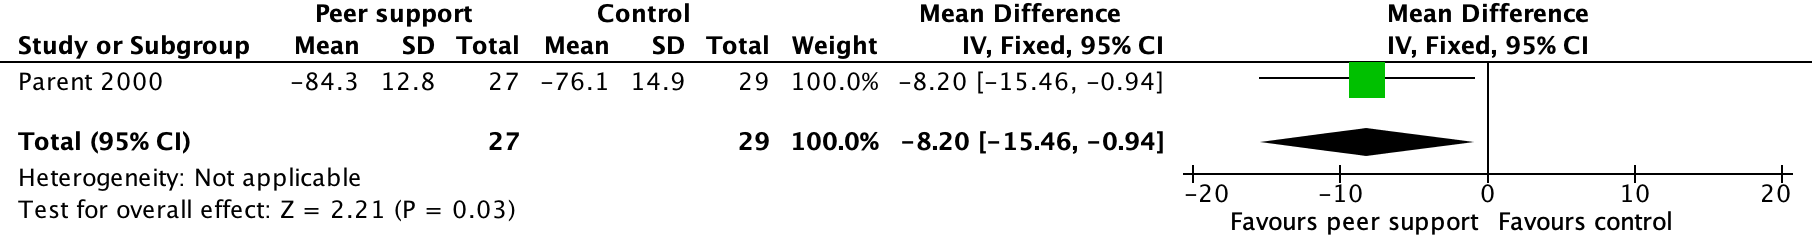 Peer support Control Mean Difference Mean Difference
Study or Subgroup Mean SD Total Mean SD Total Weight IV, Fixed, 95% CI IV, Fixed, 95% CI
Parent 2000 −84.3 12.8 27 −76.1 14.9 29 100.0% −8.20 [−15.46, −0.94]
Total (95% CI) 27 29 100.0% −8.20 [−15.46, −0.94]
Heterogeneity: Not applicable
Test for overall effect: Z = 2.21 (P = 0.03)
−20 −10 0 10 20
Favours peer support Favours control